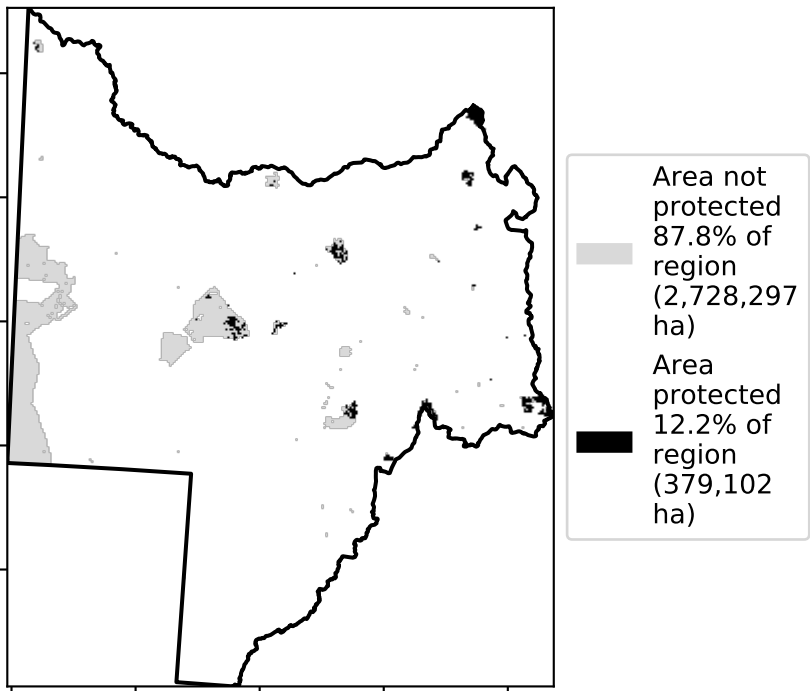 Area not
protected
87.8% of
region
(2,728,297
ha)
Area
protected
12.2% of
region
(379,102
ha)